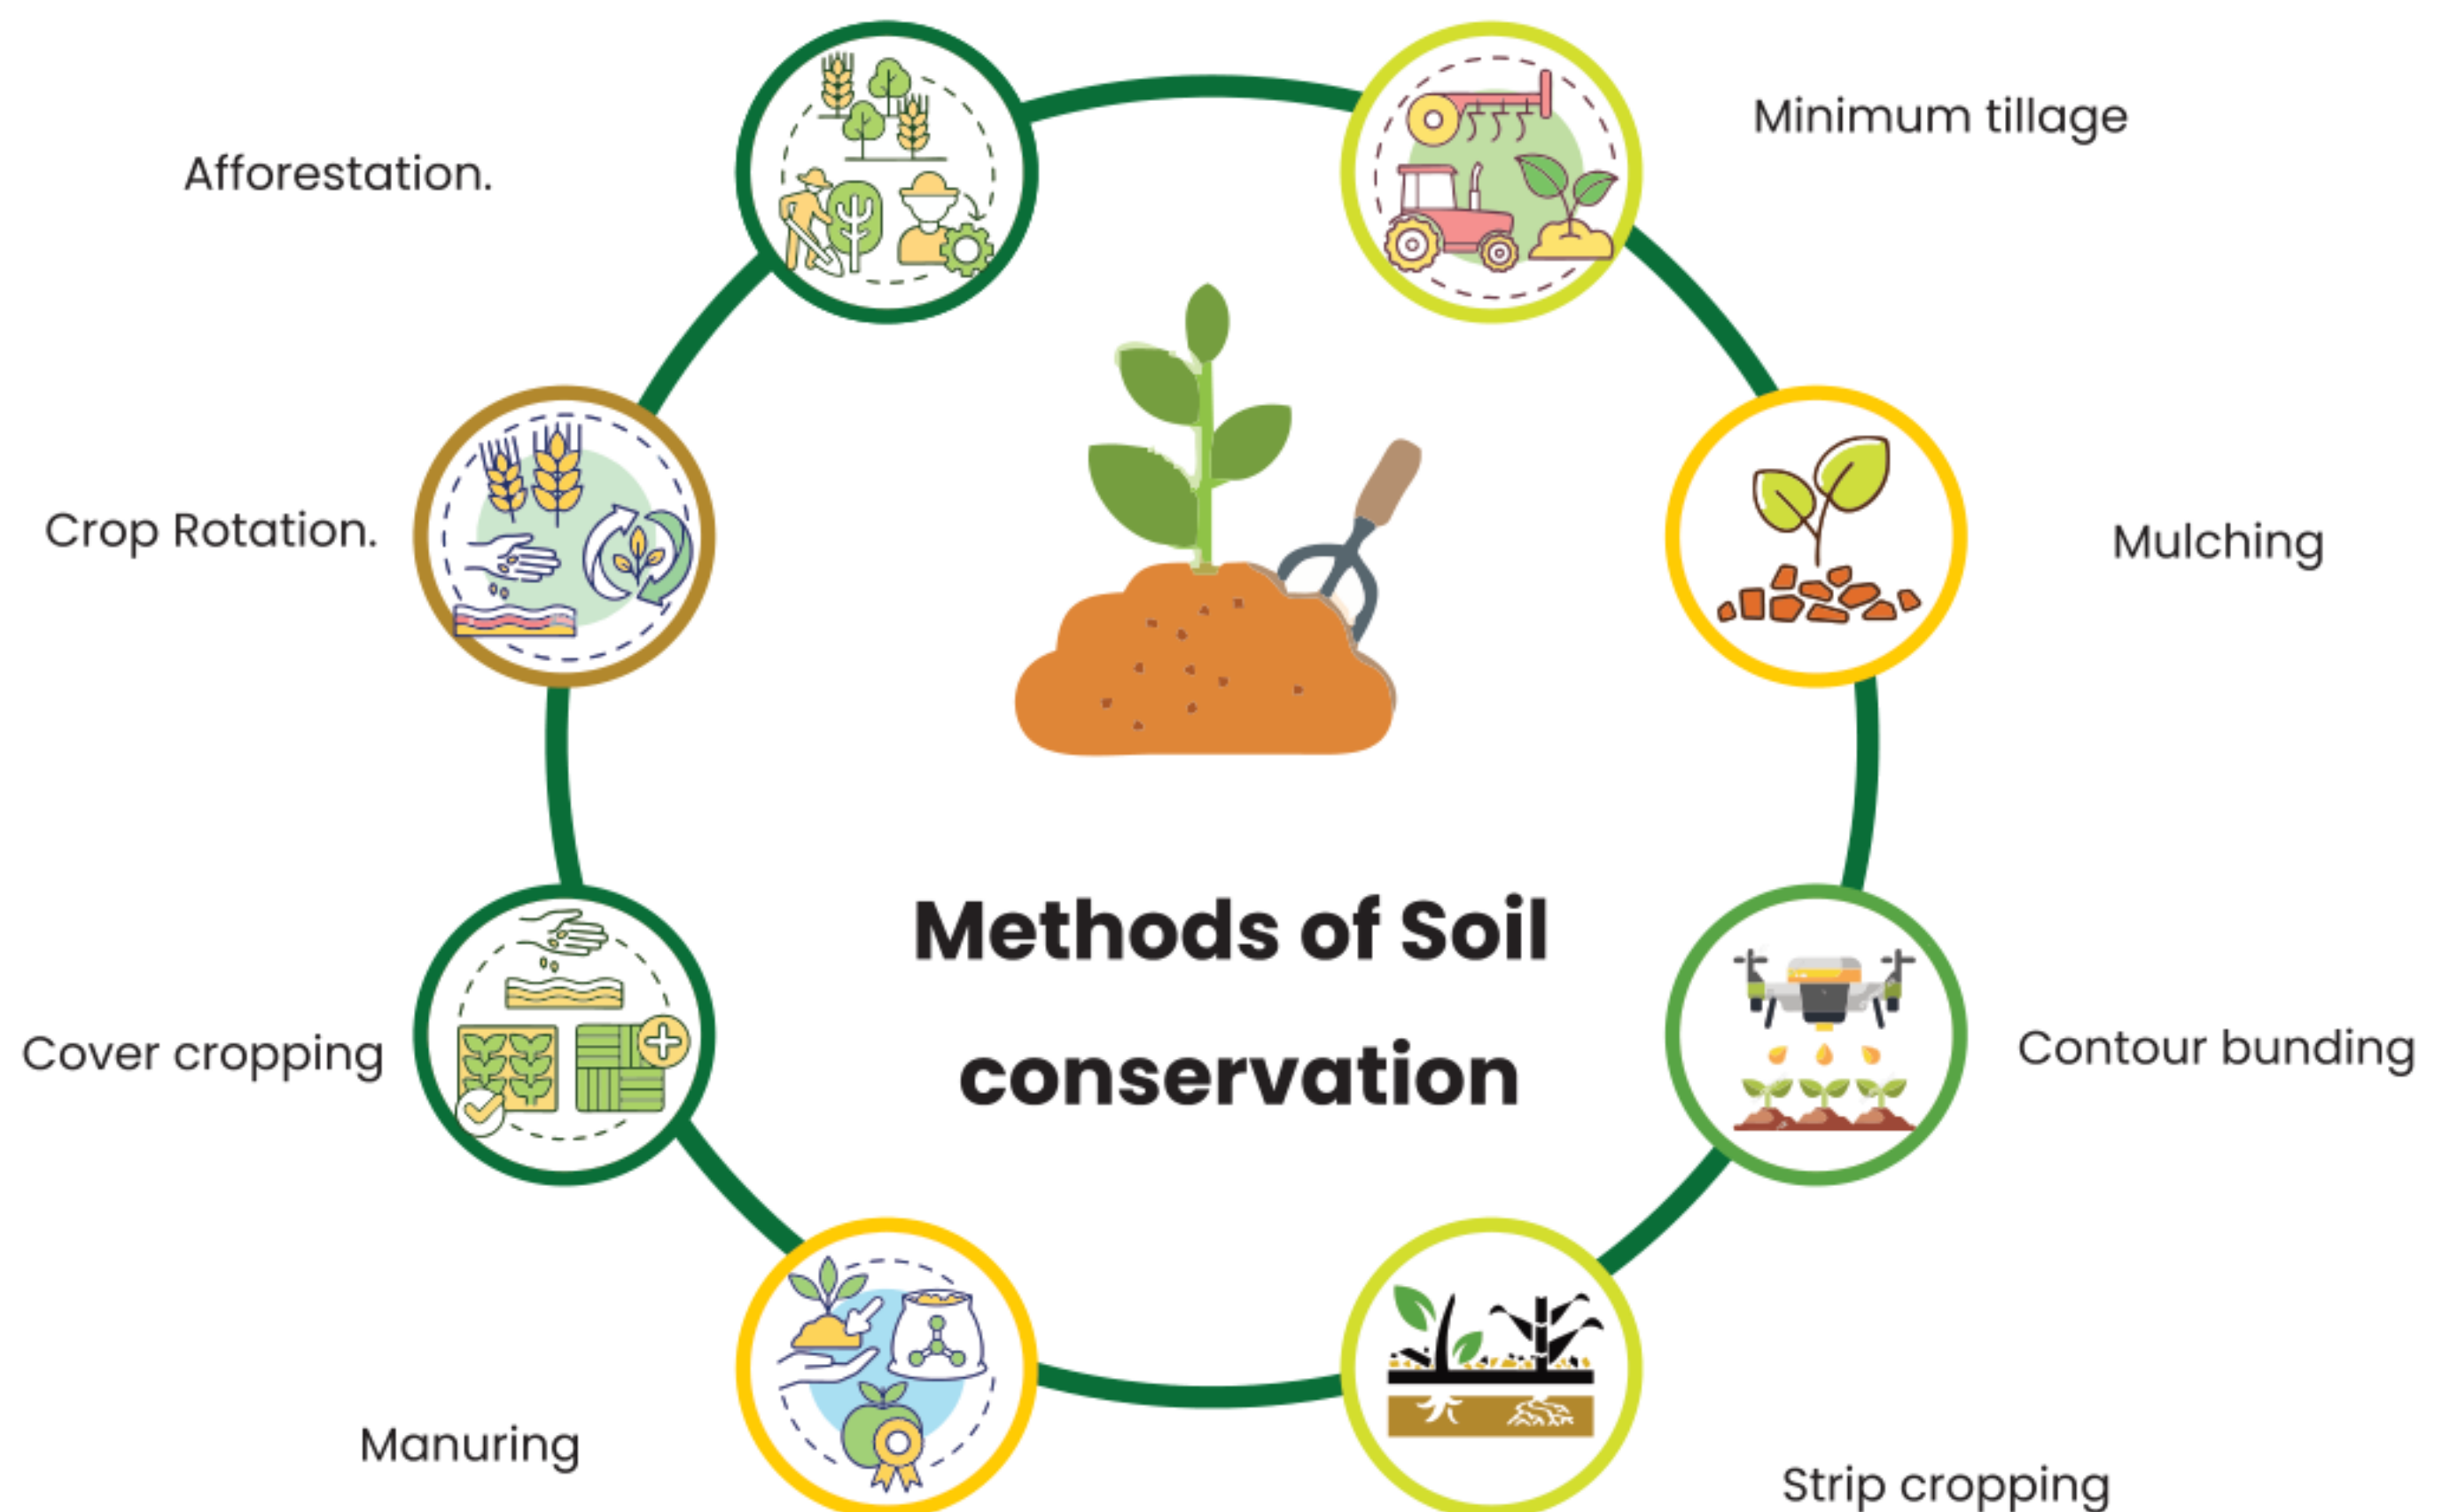 Minimum tillage
Afforestation.
Crop Rotation.
Mulching
Methods of Soil
conservation
Cover cropping
Contour bunding
Manuring
Strip cropping